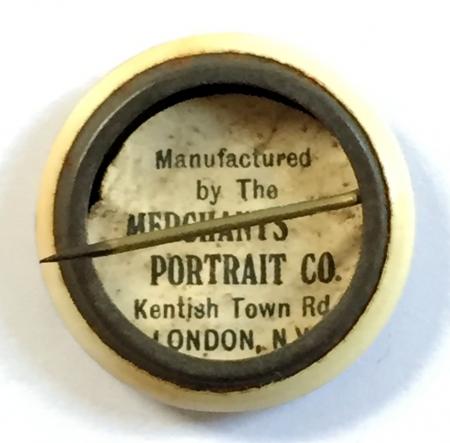 Manufactured
by The
MERCHANTS
PORTRAIT CO.
Kentish Town Rd
LONDON, N.W